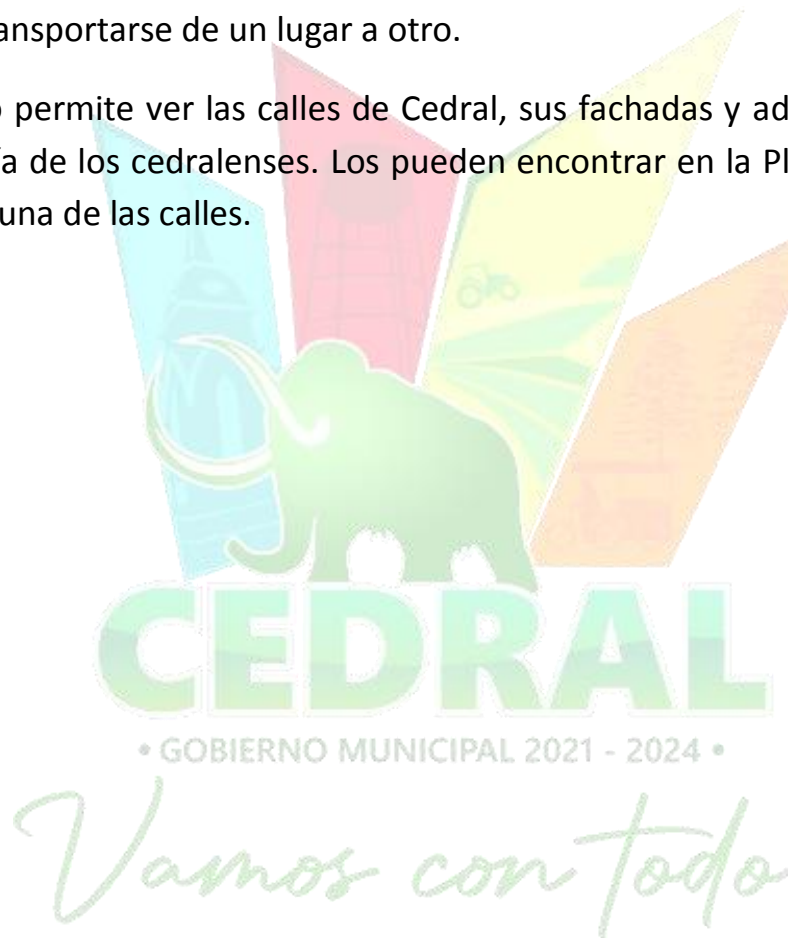 ansportarse de un lugar a otro.
permite ver las calles de Cedral, sus fachadas y ad
ía de los cedralenses. Los pueden encontrar en la Pl
una de las calles.
CEDRAL
• GOBIERNO MUNICIPAL 2021 - 2024 •
Vamos con todo